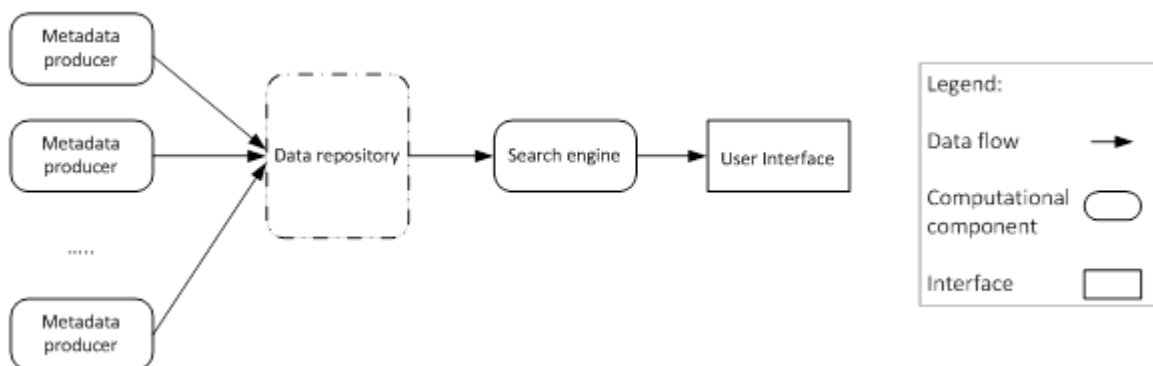 Metadata
producer
Metadata
producer
.....
Metadata
producer
Data repository
Search engine
User Interface
Legend:
Data flow
Computational
component
Interface